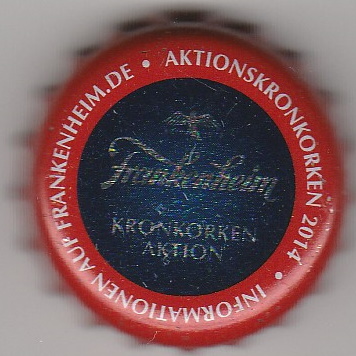 AKTIONSKRONKORKEN 2014 • INFORMATIONEN AUF FRANKENHEIM.DE •
Frankenheim
KRONKORKEN
AKTION